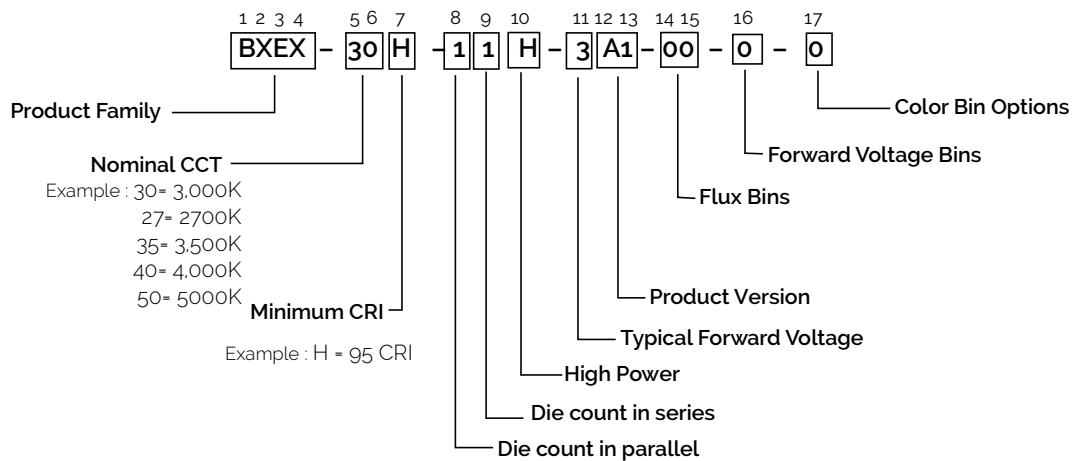 1 2 3 4 5 6 7 8 9 10 11 12 13 14 15 16 17
BXEX - 30 H - 1 1 H - 3 A1 - 00 - 0 - 0
Product Family
Color Bin Options
Forward Voltage Bins
Nominal CCT
Example : 30= 3,000K
Flux Bins
27= 2700K
35= 3,500K
40= 4,000K
50= 5000K
Product Version
Minimum CRI
Typical Forward Voltage
Example : H = 95 CRI
High Power
Die count in series
Die count in parallel